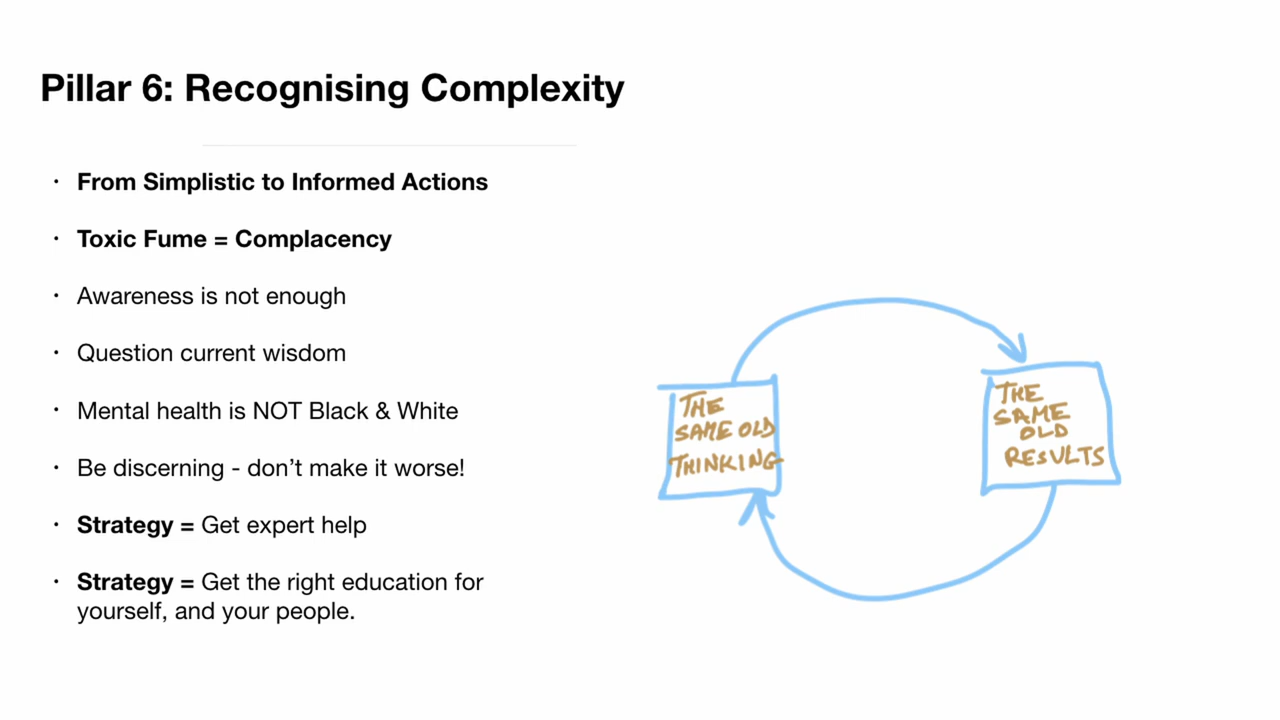 Pillar 6: Recognising Complexity
From Simplistic to Informed Actions
Toxic Fume = Complacency
Awareness is not enough
Question current wisdom
Mental health is NOT Black & White
Be discerning - don’t make it worse!
Strategy = Get expert help
Strategy = Get the right education for
yourself, and your people.
THE
SAME OLD
THINKING
THE
SAME
OLD
RESULTS